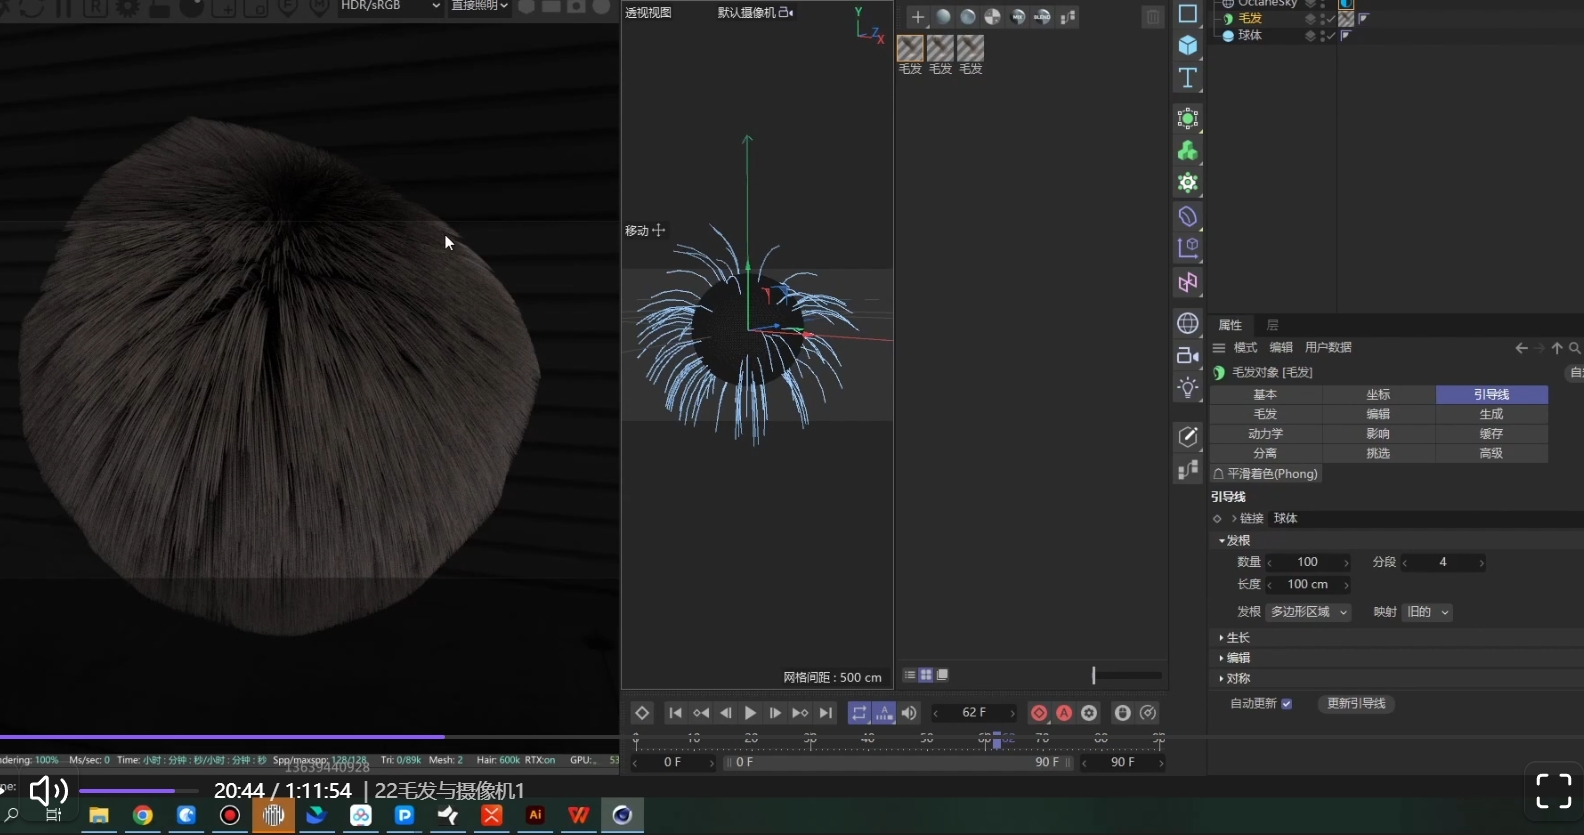 HDR/sRGB
直接照明
透视视图
默认摄像机
Y
Z
X
毛发
毛发
毛发
OctaneSky
毛发
球体
移动
网格间距 : 500 cm
属性
层
模式
编辑
用户数据
毛发对象 [毛发]
基本
坐标
引导线
毛发
编辑
生成
动力学
影响
缓存
分离
挑选
高级
平滑着色(Phong)
引导线
链接 球体
发根
数量 100 分段 4
长度 100 cm
发根 多边形区域 映射 旧的
生长
编辑
对称
自动更新 更新引导线
62 F
0 10 20 30 40 50 60 62 70 80 90
0 F
0 F
90 F
90 F
ndering: 100% Ms/sec: 0 Time: 小时 : 分钟 : 秒/小时 : 分钟 : 秒 Spp/maxspp: 128/128 Tri: 0/89k Mesh: 2 Hair: 600k RTX:on GPU:
13639440928
20:44 / 1:11:54 | 22毛发与摄像机1
Ai